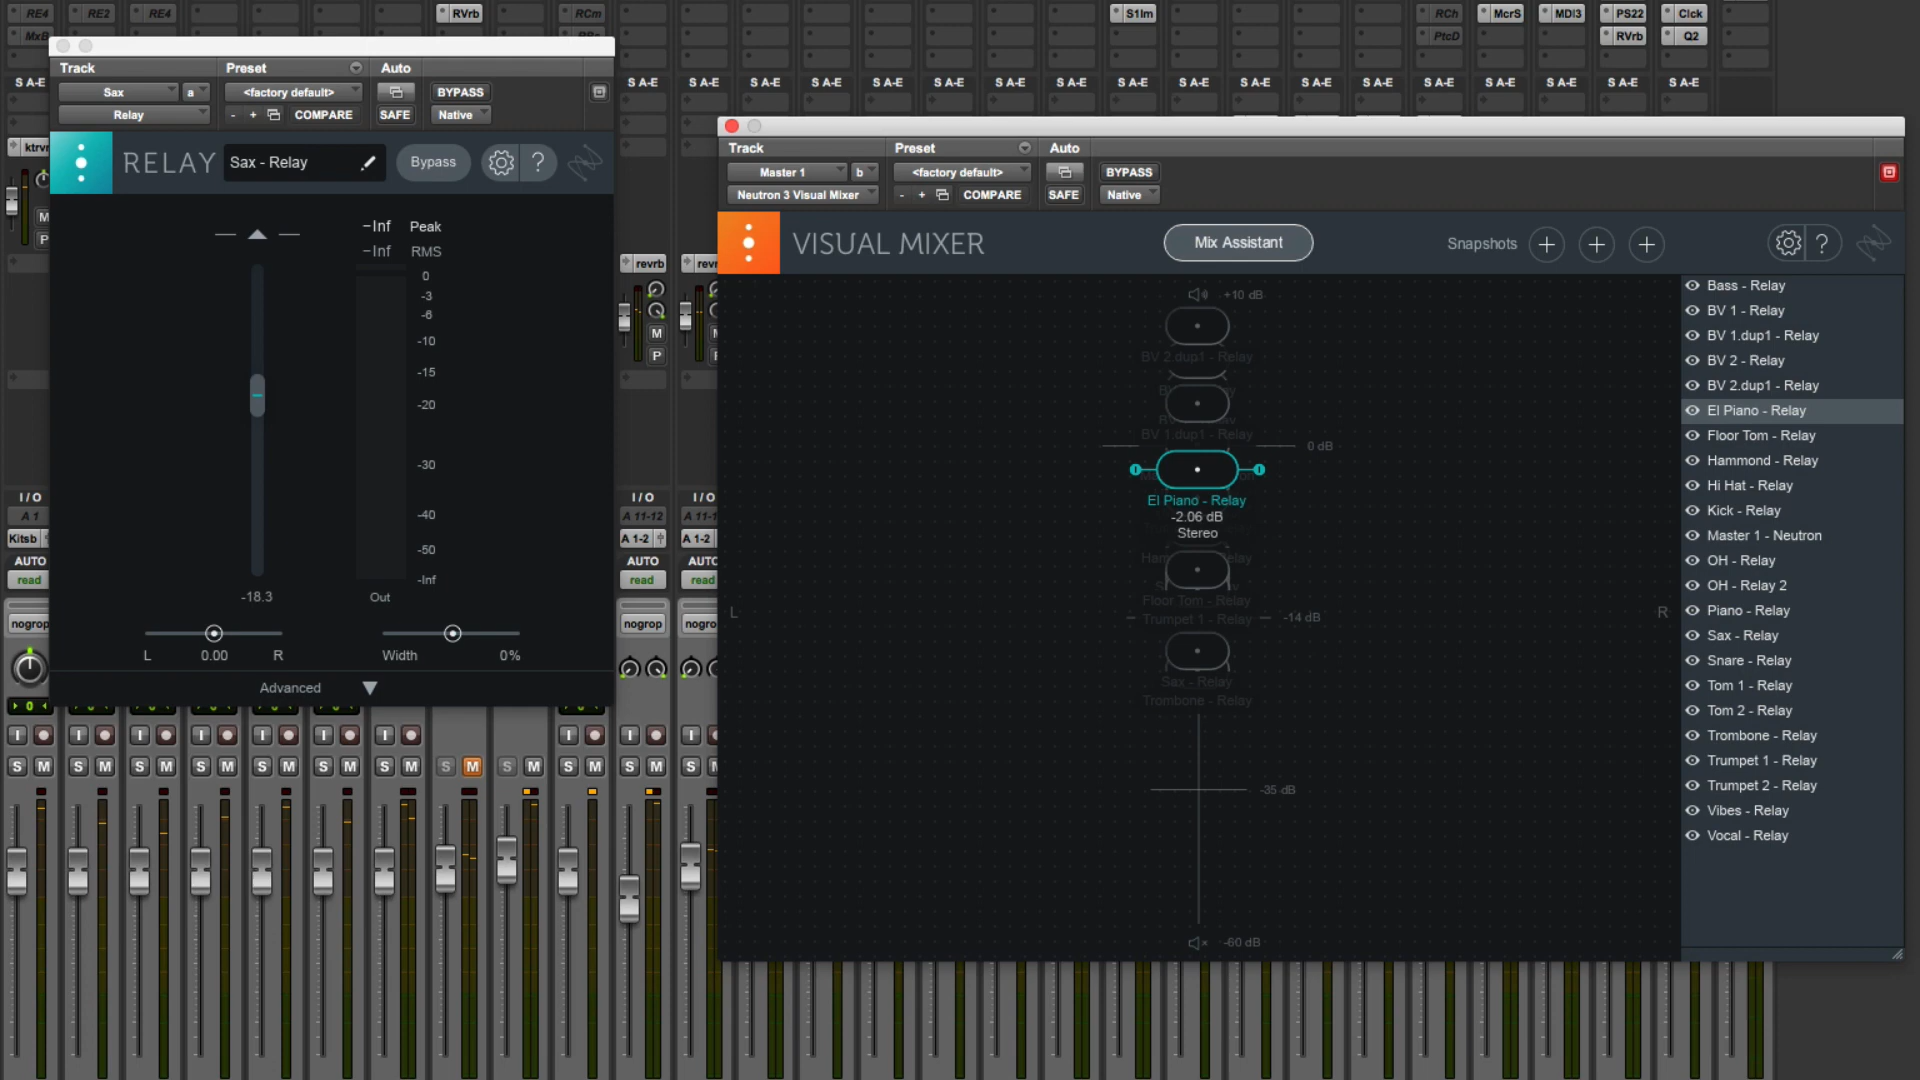 RE4 RE2 RE4 RVrb RCm S1lm RCh McrS MDI3 PS22 Clck
PtcD RVrb Q2
S A-E S A-E S A-E S A-E S A-E S A-E S A-E S A-E S A-E S A-E S A-E S A-E S A-E S A-E S A-E S A-E S A-E S A-E S A-E
Track Preset Auto
Sax a <factory default> BYPASS
Relay - + COMPARE SAFE Native
RELAY Sax - Relay Bypass ?
-Inf Peak
-Inf RMS
0
-3
-6
-10
-15
-20
-30
-40
-50
-Inf
-18.3 Out
L 0.00 R Width 0%
Advanced
Track Preset Auto
Master 1 b <factory default> BYPASS
Neutron 3 Visual Mixer - + COMPARE SAFE Native
VISUAL MIXER Mix Assistant Snapshots + + + ?
+10 dB
BV 2.dup1 - Relay
BV 1.dup1 - Relay
0 dB
El Piano - Relay
-2.06 dB
Stereo
Floor Tom - Relay
L R
Trumpet 1 - Relay -14 dB
Sax - Relay
Trombone - Relay
-35 dB
-60 dB
Bass - Relay
BV 1 - Relay
BV 1.dup1 - Relay
BV 2 - Relay
BV 2.dup1 - Relay
El Piano - Relay
Floor Tom - Relay
Hammond - Relay
Hi Hat - Relay
Kick - Relay
Master 1 - Neutron
OH - Relay
OH - Relay 2
Piano - Relay
Sax - Relay
Snare - Relay
Tom 1 - Relay
Tom 2 - Relay
Trombone - Relay
Trumpet 1 - Relay
Trumpet 2 - Relay
Vibes - Relay
Vocal - Relay
revrb
M
P
I/O I/O I/O
A 1 A 11-12
Kitsb A 1-2 A 1-2
AUTO AUTO
read read read
nogrop nogrop
0
I I I I I I I I I I
S M S M S M S M S M S M S M S M S M S M S M S